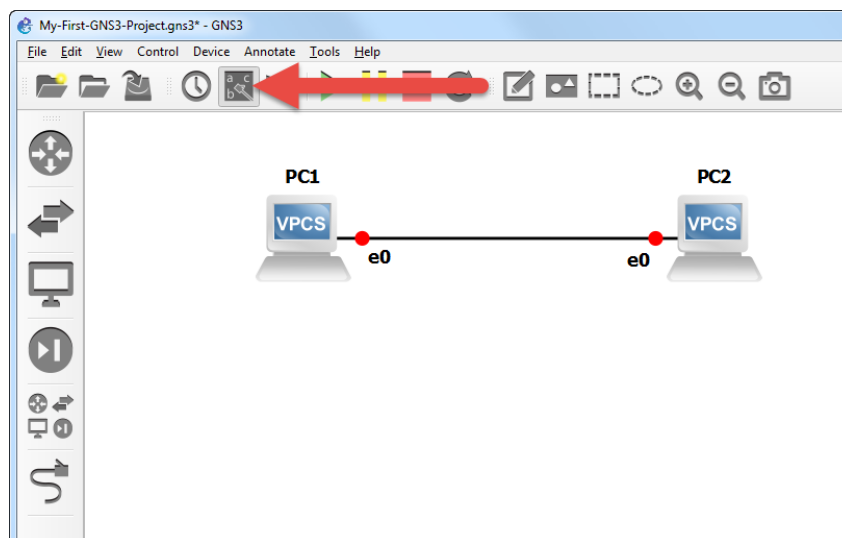 My-First-GNS3-Project.gns3* - GNS3
File Edit View Control Device Annotate Tools Help
a c
b
PC1 PC2
VPCS VPCS
e0 e0